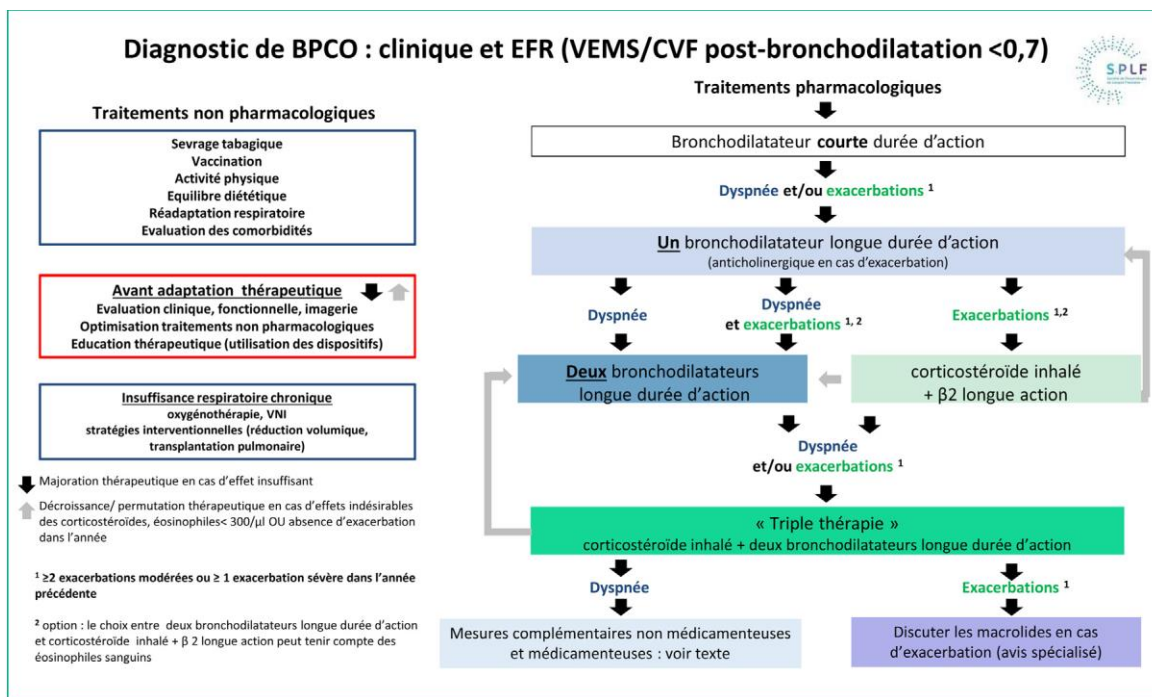 Diagnostic de BPCO : clinique et EFR (VEMS/CVF post-bronchodilatation <0,7)
S.P.L.F
Traitements non pharmacologiques
Sevrage tabagique
Vaccination
Activité physique
Equilibre diététique
Réadaptation respiratoire
Evaluation des comorbidités
Avant adaptation thérapeutique
Evaluation clinique, fonctionnelle, imagerie
Optimisation traitements non pharmacologiques
Education thérapeutique (utilisation des dispositifs)
Insuffisance respiratoire chronique
oxygénothérapie, VNI
stratégies interventionnelles (réduction volumique,
transplantation pulmonaire)
Majoration thérapeutique en cas d'effet insuffisant
Décroissance/ permutation thérapeutique en cas d'effets indésirables
des corticostéroïdes, éosinophiles< 300/µl OU absence d'exacerbation
dans l'année
¹ ≥2 exacerbations modérées ou ≥ 1 exacerbation sévère dans l'année
précédente
² option : le choix entre deux bronchodilatateurs longue durée d'action
et corticostéroïde inhalé + β 2 longue action peut tenir compte des
éosinophiles sanguins
Traitements pharmacologiques
Bronchodilatateur courte durée d'action
Dyspnée et/ou exacerbations ¹
Un bronchodilatateur longue durée d'action
(anticholinergique en cas d'exacerbation)
Dyspnée
Dyspnée
et exacerbations ¹, ²
Exacerbations ¹,²
Deux bronchodilatateurs
longue durée d'action
corticostéroïde inhalé
+ β2 longue action
Dyspnée
et/ou exacerbations ¹
« Triple thérapie »
corticostéroïde inhalé + deux bronchodilatateurs longue durée d'action
Dyspnée
Exacerbations ¹
Mesures complémentaires non médicamenteuses
et médicamenteuses : voir texte
Discuter les macrolides en cas
d'exacerbation (avis spécialisé)